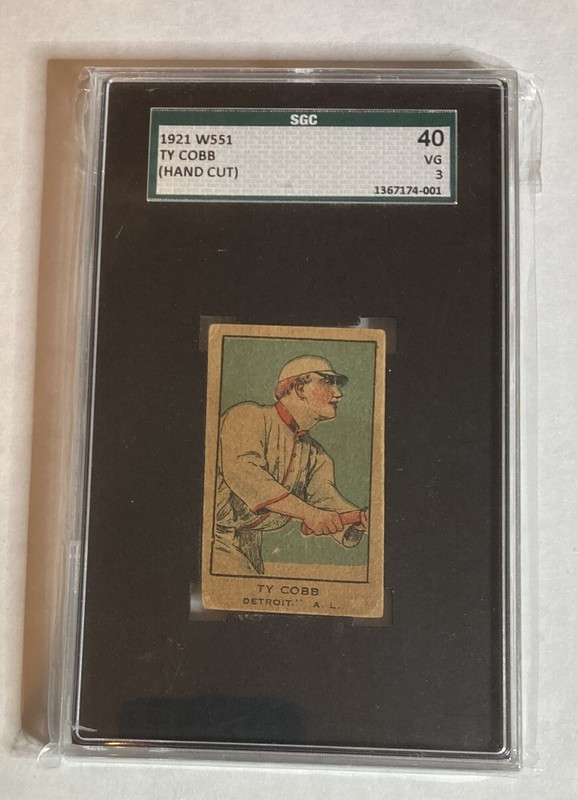 SGC
1921 W551
TY COBB
(HAND CUT)
40
VG
3
1367174-001
TY COBB
DETROIT." A. L.